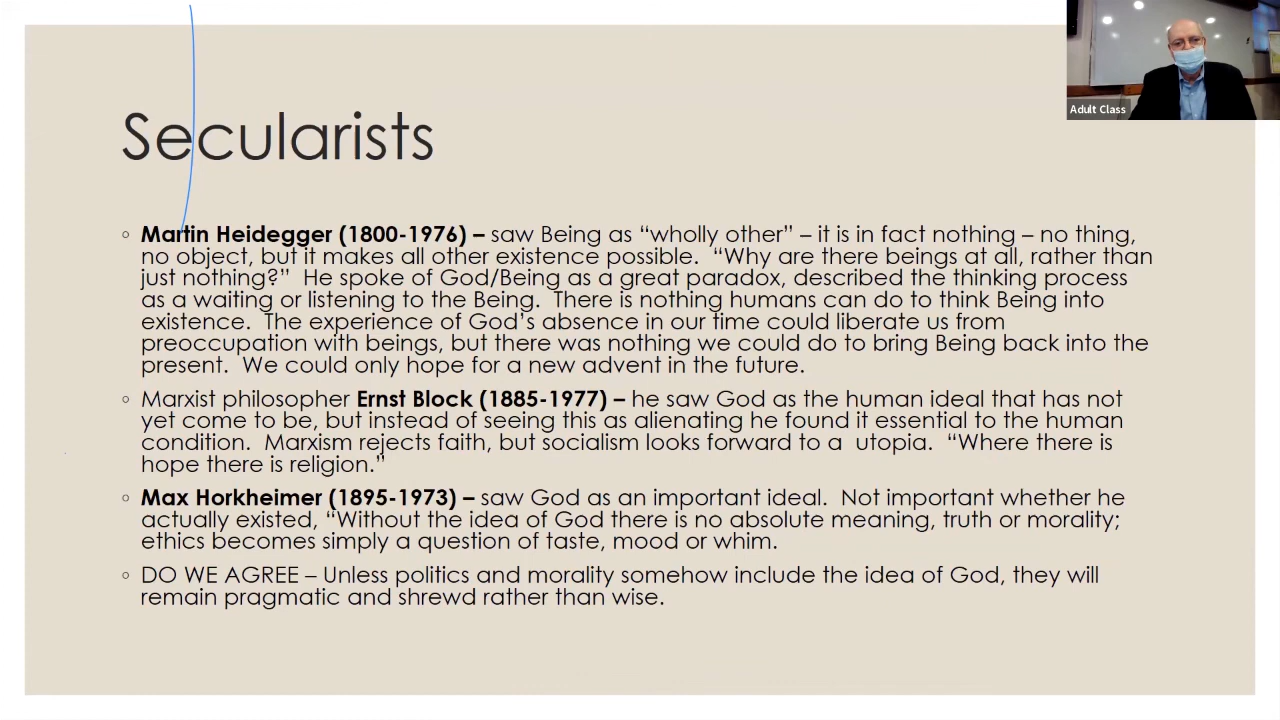 Adult Class
Secularists
◦ Martin Heidegger (1800-1976) – saw Being as “wholly other” – it is in fact nothing – no thing,
no object, but it makes all other existence possible.  “Why are there beings at all, rather than
just nothing?”  He spoke of God/Being as a great paradox, described the thinking process
as a waiting or listening to the Being.  There is nothing humans can do to think Being into
existence.  The experience of God’s absence in our time could liberate us from
preoccupation with beings, but there was nothing we could do to bring Being back into the
present.  We could only hope for a new advent in the future.
◦ Marxist philosopher Ernst Block (1885-1977) – he saw God as the human ideal that has not
yet come to be, but instead of seeing this as alienating he found it essential to the human
condition.  Marxism rejects faith, but socialism looks forward to a  utopia.  “Where there is
hope there is religion.”
◦ Max Horkheimer (1895-1973) – saw God as an important ideal.  Not important whether he
actually existed, “Without the idea of God there is no absolute meaning, truth or morality;
ethics becomes simply a question of taste, mood or whim.
◦ DO WE AGREE – Unless politics and morality somehow include the idea of God, they will
remain pragmatic and shrewd rather than wise.